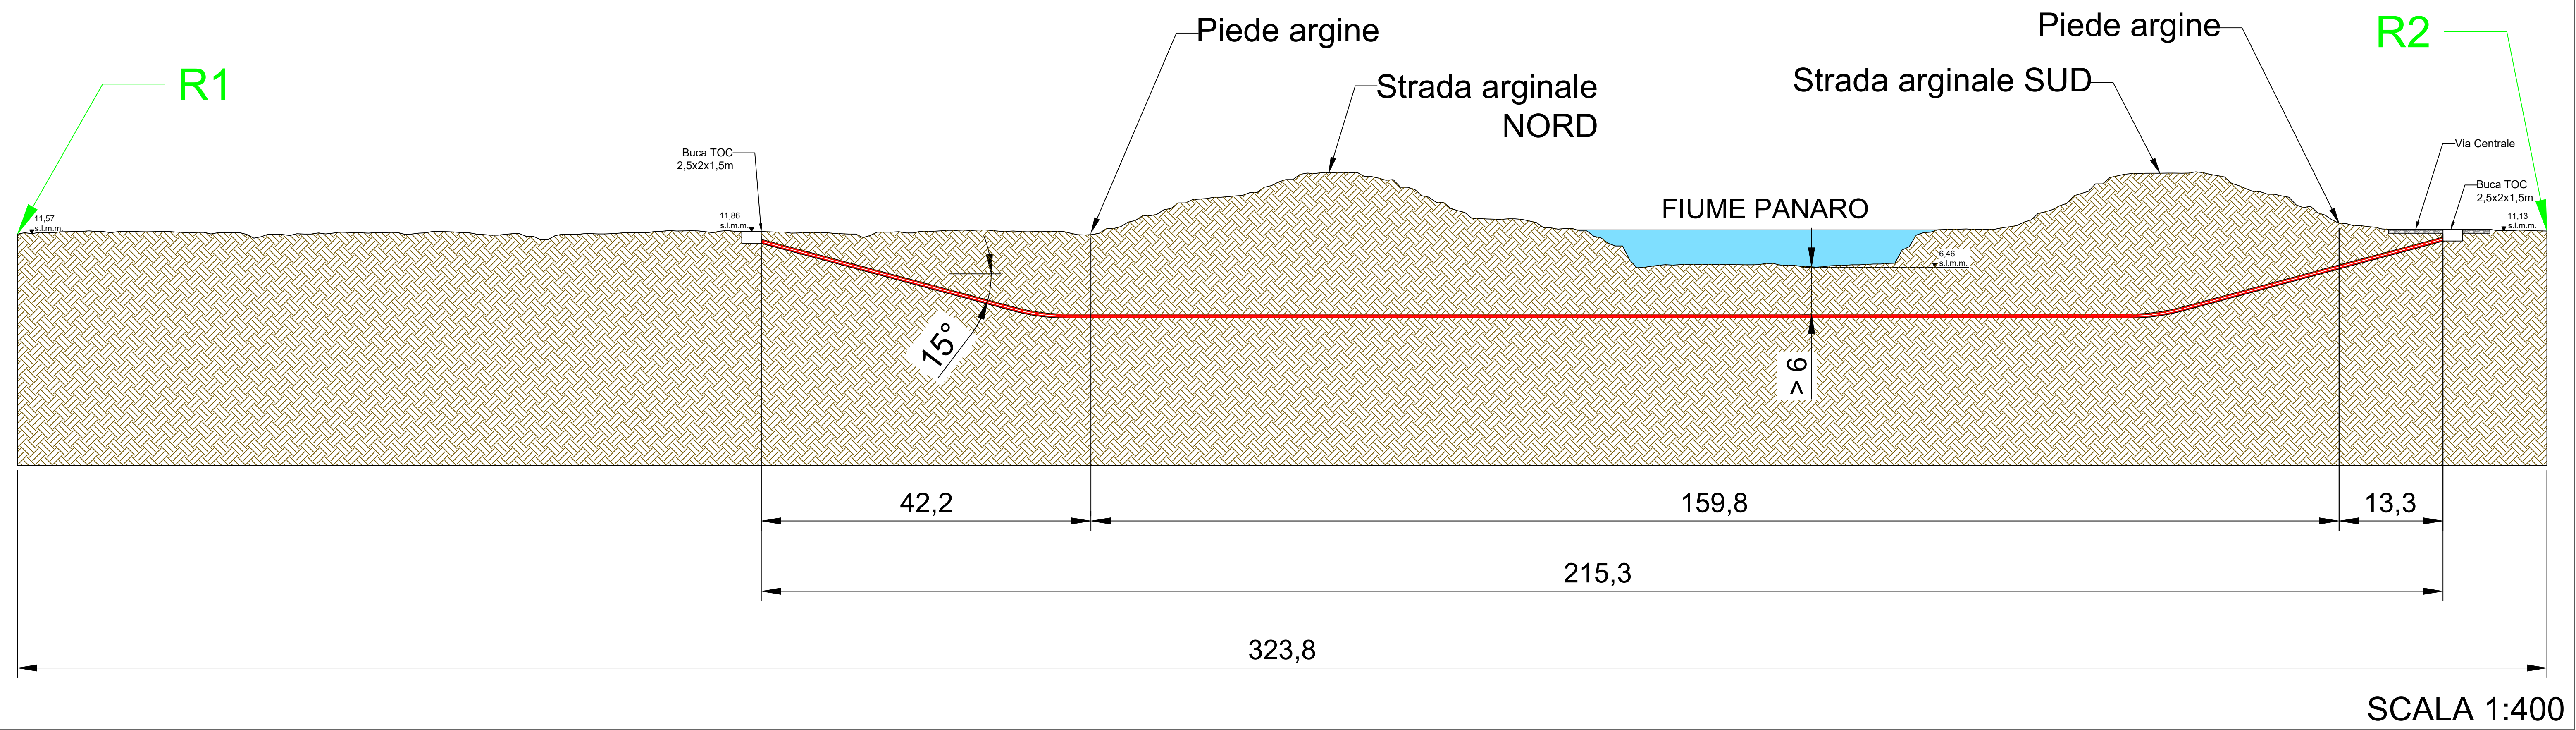 Piede argine
Piede argine
R2
R1
Strada arginale
NORD
Strada arginale SUD
Buca TOC
2,5x2x1,5m
Via Centrale
Buca TOC
2,5x2x1,5m
FIUME PANARO
11,57
s.l.m.m.
11,86
s.l.m.m.
11,13
s.l.m.m.
6,46
s.l.m.m.
15°
> 6
42,2
159,8
13,3
215,3
323,8
SCALA 1:400